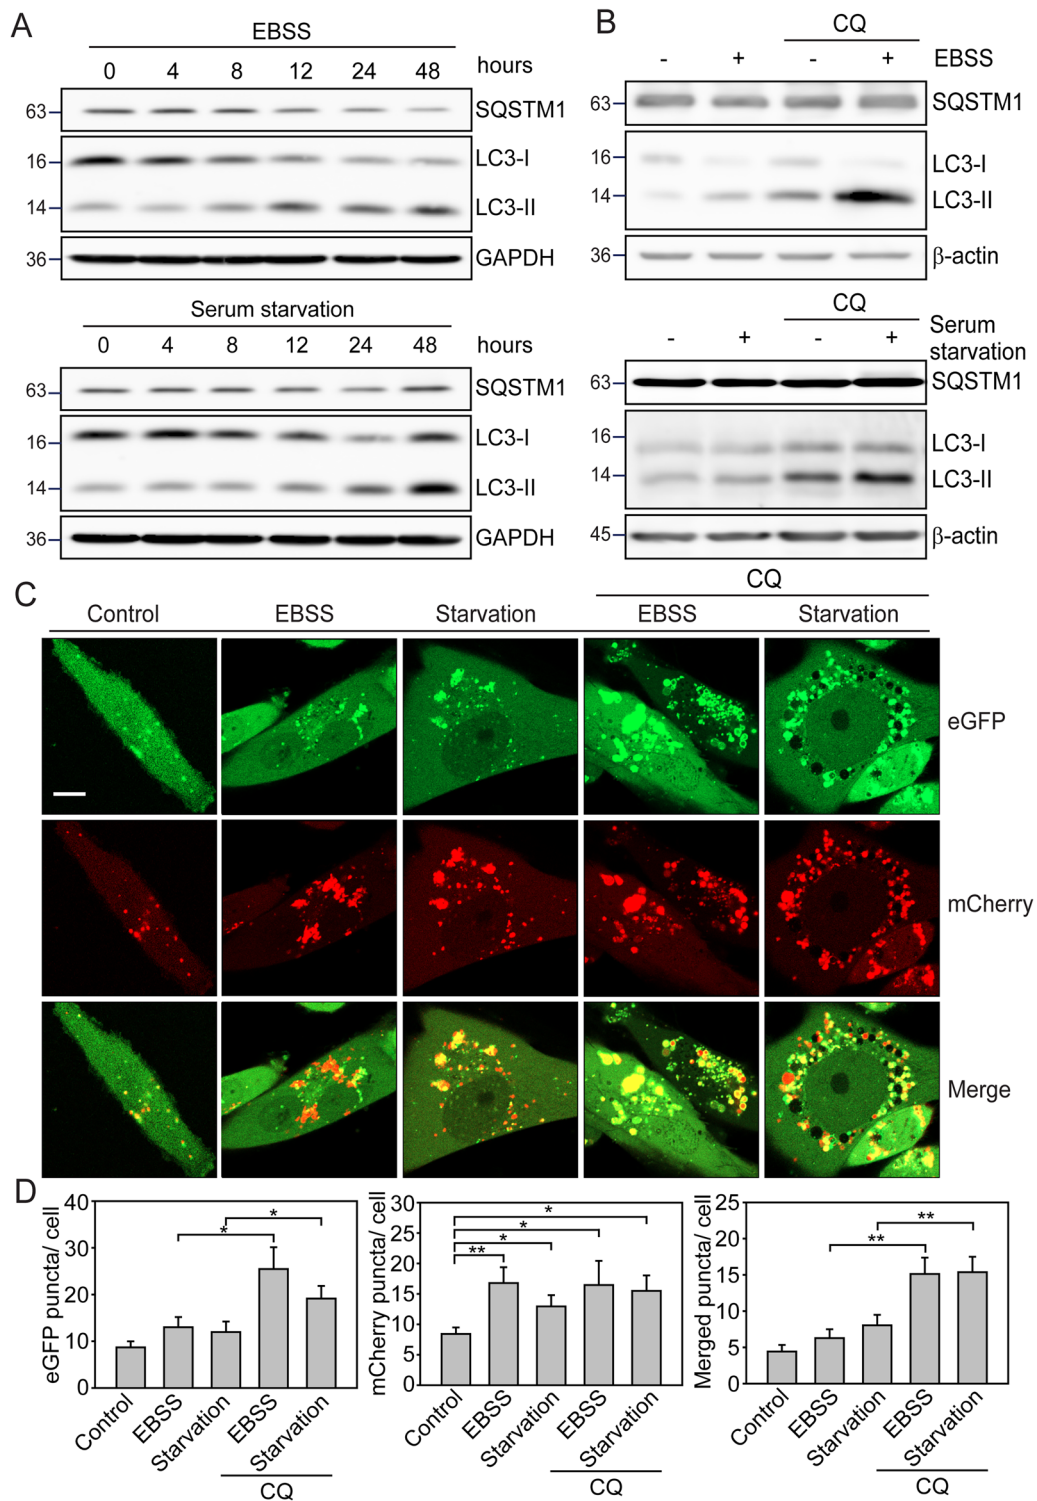 A
EBSS
0 4 8 12 24 48 hours
63 SQSTM1
16 LC3-I
14 LC3-II
36 GAPDH
Serum starvation
0 4 8 12 24 48 hours
63 SQSTM1
16 LC3-I
14 LC3-II
36 GAPDH
B
CQ
- + - + EBSS
63 SQSTM1
16 LC3-I
14 LC3-II
36 β-actin
CQ
- + - + Serum
starvation
63 SQSTM1
16 LC3-I
14 LC3-II
45 β-actin
C
CQ
Control EBSS Starvation EBSS Starvation
eGFP
mCherry
Merge
D
eGFP puncta/ cell
40
30
20
10
0
* *
Control EBSS Starvation EBSS Starvation
CQ
mCherry puncta/ cell
30
25
20
15
10
5
0
*
*
*
**
Control EBSS Starvation EBSS Starvation
CQ
Merged puncta/ cell
25
20
15
10
5
0
**
**
Control EBSS Starvation EBSS Starvation
CQ